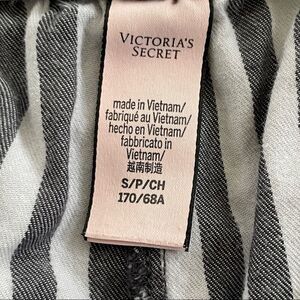 VICTORIA'S
SECRET
made in Vietnam/
fabriqué au Vietnam/
hecho en Vietnam/
fabbricato in
Vietnam/
越南制造
S/P/CH
170/68A